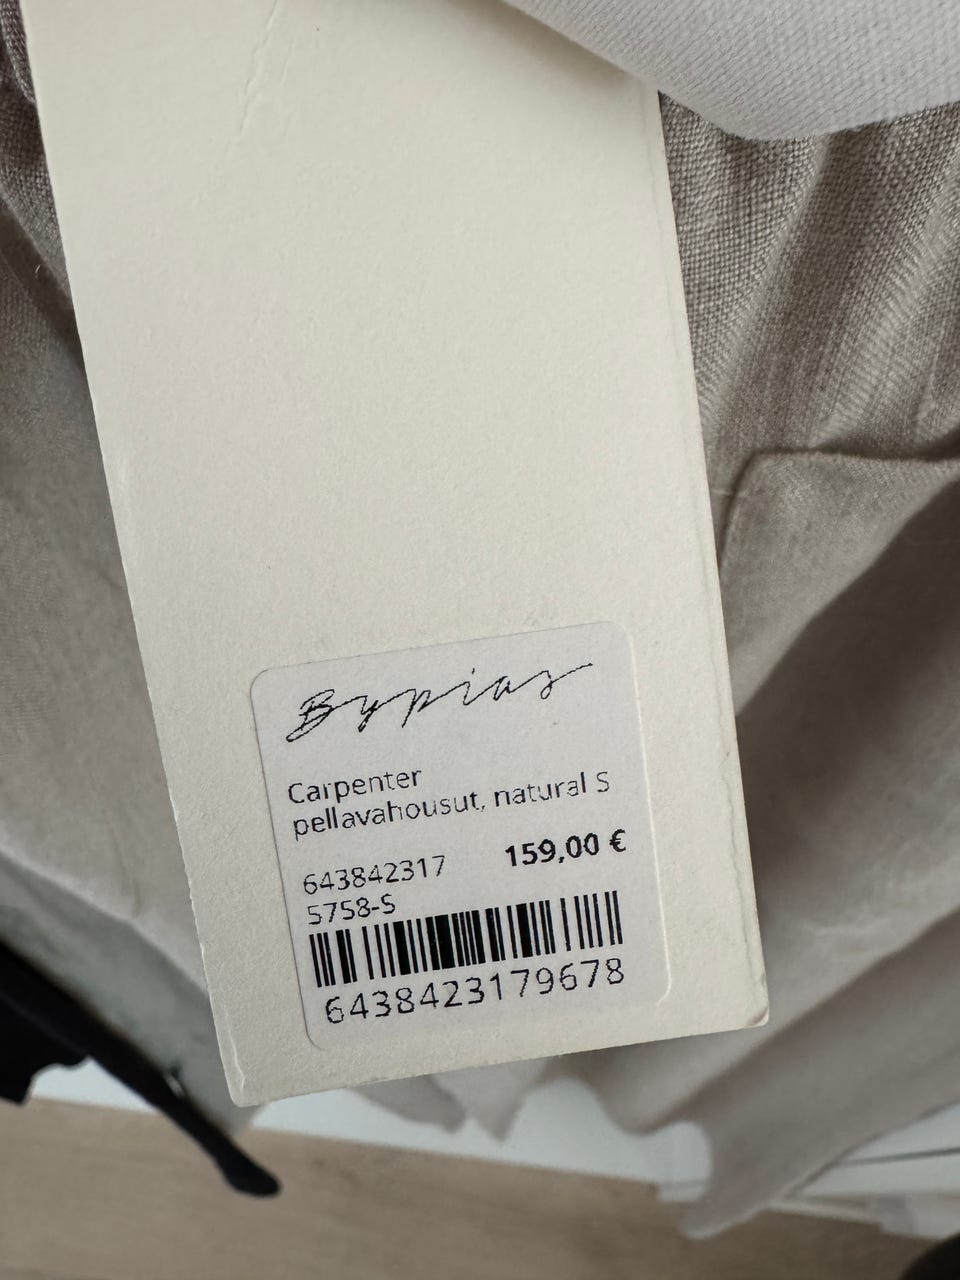 Bypias
Carpenter
pellavahousut, natural S
643842317
5758-S
159,00 €
6438423179678